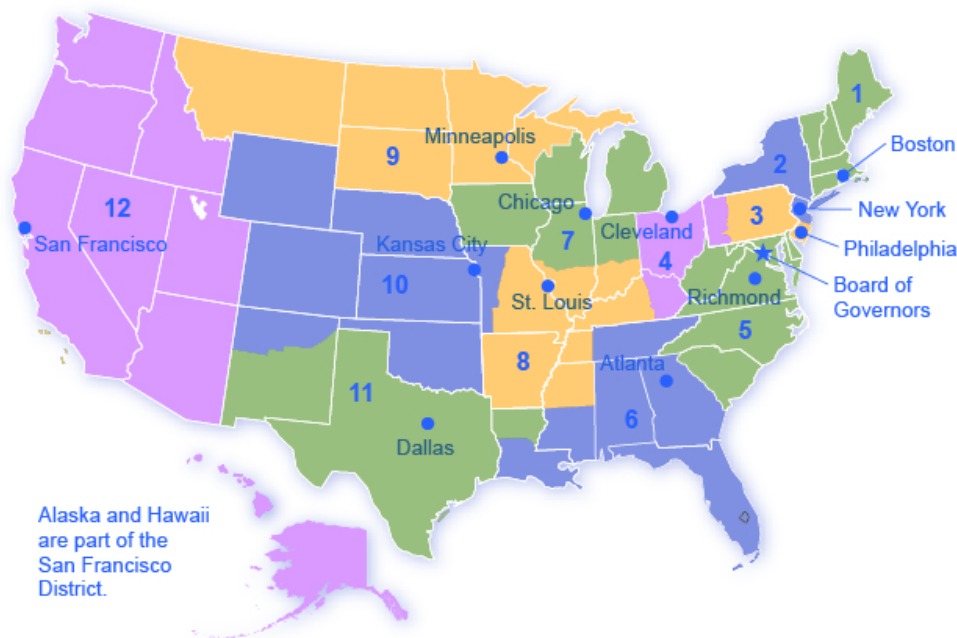 1
Boston
2
Minneapolis
9
Chicago
New York
12
3
San Francisco
Cleveland
7
Philadelphia
Kansas City
4
10
Board of
Governors
St. Louis
Richmond
5
8
Atlanta
11
6
Dallas
Alaska and Hawaii
are part of the
San Francisco
District.